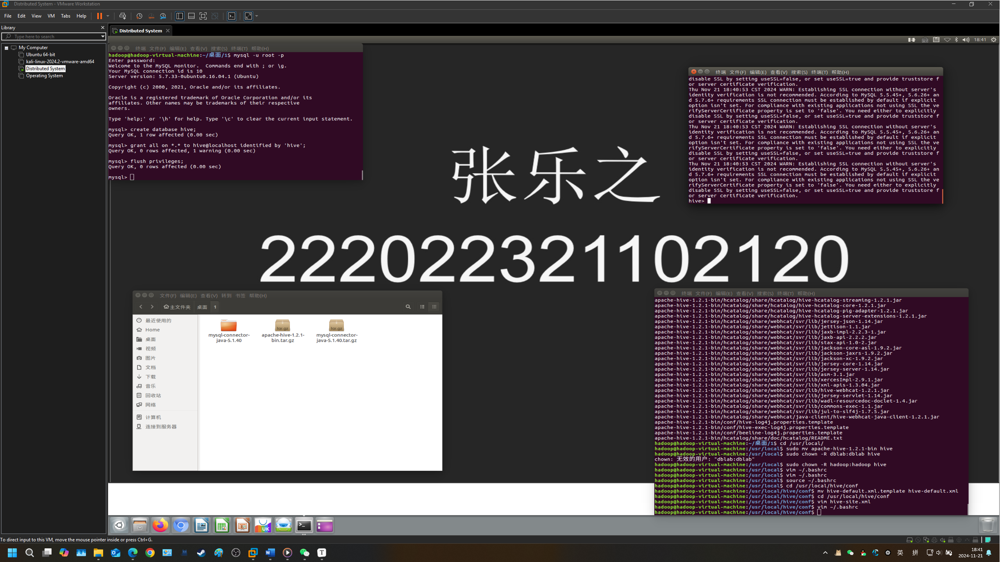 Distributed System - VMware Workstation
File Edit View VM Tabs Help
Library
Type here to search
My Computer
Ubuntu 64-bit
kali-linux-2024.2-vmware-amd64
Distributed System
Operating System
Distributed System
18:41
终端 文件(F) 编辑(E) 查看(V) 搜索(S) 终端(T) 帮助(H)
hadoop@hadoop-virtual-machine:~/桌面/1$ mysql -u root -p
Enter password:
Welcome to the MySQL monitor.  Commands end with ; or \g.
Your MySQL connection id is 10
Server version: 5.7.33-0ubuntu0.16.04.1 (Ubuntu)
Copyright (c) 2000, 2021, Oracle and/or its affiliates.
Oracle is a registered trademark of Oracle Corporation and/or its
affiliates. Other names may be trademarks of their respective
owners.
Type 'help;' or '\h' for help. Type '\c' to clear the current input statement.
mysql> create database hive;
Query OK, 1 row affected (0.00 sec)
mysql> grant all on *.* to hive@localhost identified by 'hive';
Query OK, 0 rows affected, 1 warning (0.00 sec)
mysql> flush privileges;
Query OK, 0 rows affected (0.00 sec)
mysql>
终端 文件(F) 编辑(E) 查看(V) 搜索(S) 终端(T) 帮助(H)
disable SSL by setting useSSL=false, or set useSSL=true and provide truststore f
or server certificate verification.
Thu Nov 21 18:40:53 CST 2024 WARN: Establishing SSL connection without server's
identity verification is not recommended. According to MySQL 5.5.45+, 5.6.26+ an
d 5.7.6+ requirements SSL connection must be established by default if explicit
option isn't set. For compliance with existing applications not using SSL the ve
rifyServerCertificate property is set to 'false'. You need either to explicitly
disable SSL by setting useSSL=false, or set useSSL=true and provide truststore f
or server certificate verification.
Thu Nov 21 18:40:53 CST 2024 WARN: Establishing SSL connection without server's
identity verification is not recommended. According to MySQL 5.5.45+, 5.6.26+ an
d 5.7.6+ requirements SSL connection must be established by default if explicit
option isn't set. For compliance with existing applications not using SSL the ve
rifyServerCertificate property is set to 'false'. You need either to explicitly
disable SSL by setting useSSL=false, or set useSSL=true and provide truststore f
or server certificate verification.
Thu Nov 21 18:40:53 CST 2024 WARN: Establishing SSL connection without server's
identity verification is not recommended. According to MySQL 5.5.45+, 5.6.26+ an
d 5.7.6+ requirements SSL connection must be established by default if explicit
option isn't set. For compliance with existing applications not using SSL the ve
rifyServerCertificate property is set to 'false'. You need either to explicitly
disable SSL by setting useSSL=false, or set useSSL=true and provide truststore f
or server certificate verification.
hive>
张乐之
222022321102120
文件(F) 编辑(E) 查看(V) 转到 书签 帮助(H)
主文件夹 桌面 1
最近使用的
Home
桌面
视频
图片
文档
下载
音乐
回收站
网络
计算机
连接到服务器
mysql-connector-java-5.1.40
tar.gz
apache-hive-1.2.1-bin.tar.gz
tar.gz
mysql-connector-java-5.1.40.tar.gz
终端 文件(F) 编辑(E) 查看(V) 搜索(S) 终端(T) 帮助(H)
apache-hive-1.2.1-bin/hcatalog/share/hcatalog/hive-hcatalog-streaming-1.2.1.jar
apache-hive-1.2.1-bin/hcatalog/share/hcatalog/hive-hcatalog-core-1.2.1.jar
apache-hive-1.2.1-bin/hcatalog/share/hcatalog/hive-hcatalog-pig-adapter-1.2.1.jar
apache-hive-1.2.1-bin/hcatalog/share/hcatalog/hive-hcatalog-server-extensions-1.2.1.jar
apache-hive-1.2.1-bin/hcatalog/share/webhcat/svr/lib/jersey-json-1.14.jar
apache-hive-1.2.1-bin/hcatalog/share/webhcat/svr/lib/jettison-1.1.jar
apache-hive-1.2.1-bin/hcatalog/share/webhcat/svr/lib/jaxb-impl-2.2.3-1.jar
apache-hive-1.2.1-bin/hcatalog/share/webhcat/svr/lib/jaxb-api-2.2.2.jar
apache-hive-1.2.1-bin/hcatalog/share/webhcat/svr/lib/stax-api-1.0-2.jar
apache-hive-1.2.1-bin/hcatalog/share/webhcat/svr/lib/jackson-core-asl-1.9.2.jar
apache-hive-1.2.1-bin/hcatalog/share/webhcat/svr/lib/jackson-jaxrs-1.9.2.jar
apache-hive-1.2.1-bin/hcatalog/share/webhcat/svr/lib/jackson-xc-1.9.2.jar
apache-hive-1.2.1-bin/hcatalog/share/webhcat/svr/lib/jersey-core-1.14.jar
apache-hive-1.2.1-bin/hcatalog/share/webhcat/svr/lib/jersey-server-1.14.jar
apache-hive-1.2.1-bin/hcatalog/share/webhcat/svr/lib/asm-3.1.jar
apache-hive-1.2.1-bin/hcatalog/share/webhcat/svr/lib/xercesImpl-2.9.1.jar
apache-hive-1.2.1-bin/hcatalog/share/webhcat/svr/lib/xml-apis-1.3.04.jar
apache-hive-1.2.1-bin/hcatalog/share/webhcat/svr/lib/hive-webhcat-1.2.1.jar
apache-hive-1.2.1-bin/hcatalog/share/webhcat/svr/lib/jersey-servlet-1.14.jar
apache-hive-1.2.1-bin/hcatalog/share/webhcat/svr/lib/wadl-resourcedoc-doclet-1.4.jar
apache-hive-1.2.1-bin/hcatalog/share/webhcat/svr/lib/commons-exec-1.1.jar
apache-hive-1.2.1-bin/hcatalog/share/webhcat/svr/lib/jul-to-slf4j-1.7.5.jar
apache-hive-1.2.1-bin/hcatalog/share/webhcat/java-client/hive-webhcat-java-client-1.2.1.jar
apache-hive-1.2.1-bin/conf/hive-log4j.properties.template
apache-hive-1.2.1-bin/conf/hive-exec-log4j.properties.template
apache-hive-1.2.1-bin/conf/beeline-log4j.properties.template
apache-hive-1.2.1-bin/hcatalog/share/doc/hcatalog/README.txt
hadoop@hadoop-virtual-machine:~/桌面/1$ cd /usr/local/
hadoop@hadoop-virtual-machine:/usr/local$ sudo mv apache-hive-1.2.1-bin hive
hadoop@hadoop-virtual-machine:/usr/local$ sudo chown -R dblab:dblab hive
chown: 无效的用户: "dblab:dblab"
hadoop@hadoop-virtual-machine:/usr/local$ sudo chown -R hadoop:hadoop hive
hadoop@hadoop-virtual-machine:/usr/local$ vim ~/.bashrc
hadoop@hadoop-virtual-machine:/usr/local$ vim ~/.bashrc
hadoop@hadoop-virtual-machine:/usr/local$ source ~/.bashrc
hadoop@hadoop-virtual-machine:/usr/local$ cd /usr/local/hive/conf
hadoop@hadoop-virtual-machine:/usr/local/hive/conf$ mv hive-default.xml.template hive-default.xml
hadoop@hadoop-virtual-machine:/usr/local/hive/conf$ cd /usr/local/hive/conf
hadoop@hadoop-virtual-machine:/usr/local/hive/conf$ vim hive-site.xml
hadoop@hadoop-virtual-machine:/usr/local/hive/conf$ vim ~/.bashrc
hadoop@hadoop-virtual-machine:/usr/local/hive/conf$
UK
To direct input to this VM, move the mouse pointer inside or press Ctrl+G.
英 拼
18:41
2024-11-21